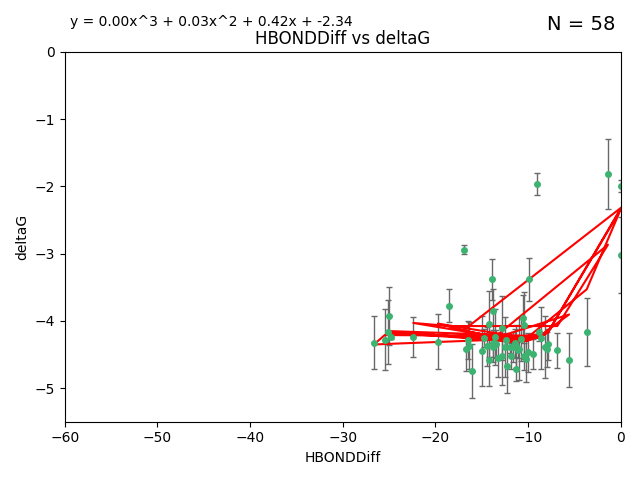 y = 0.00x^3 + 0.03x^2 + 0.42x + -2.34
N = 58
HBONDDiff vs deltaG
0
−1
−2
−3
−4
−5
deltaG
−60 −50 −40 −30 −20 −10 0
HBONDDiff